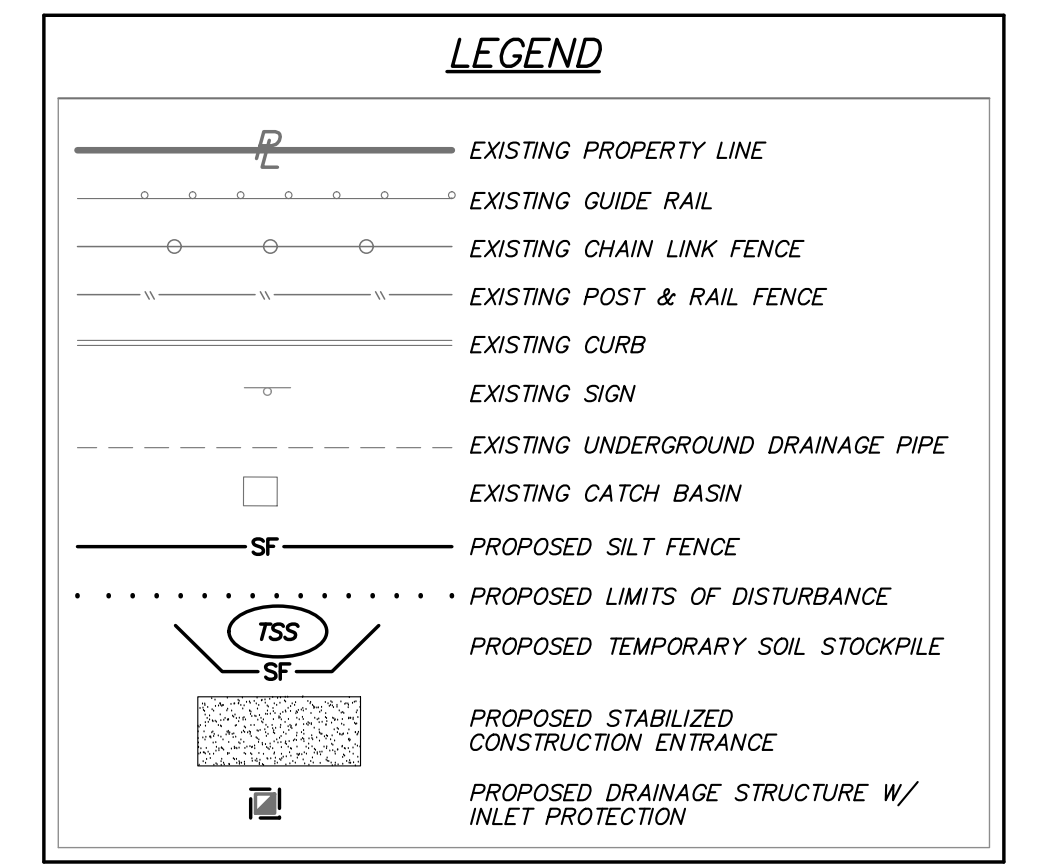 LEGEND
PL
EXISTING PROPERTY LINE
EXISTING GUIDE RAIL
EXISTING CHAIN LINK FENCE
EXISTING POST & RAIL FENCE
EXISTING CURB
EXISTING SIGN
EXISTING UNDERGROUND DRAINAGE PIPE
EXISTING CATCH BASIN
SF PROPOSED SILT FENCE
PROPOSED LIMITS OF DISTURBANCE
TSS
SF
PROPOSED TEMPORARY SOIL STOCKPILE
PROPOSED STABILIZED
CONSTRUCTION ENTRANCE
PROPOSED DRAINAGE STRUCTURE W/
INLET PROTECTION